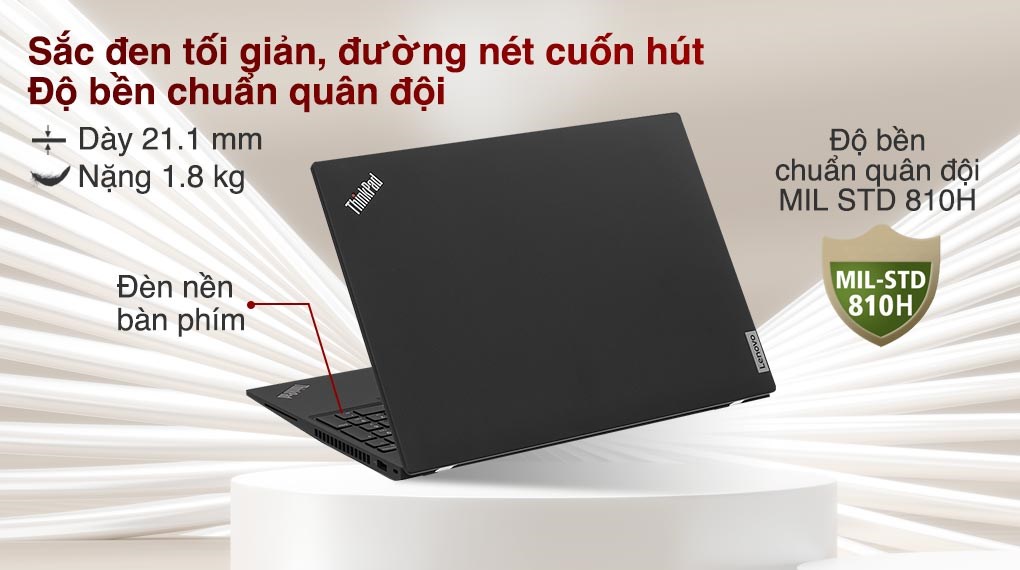 Sắc đen tối giản, đường nét cuốn hút
Độ bền chuẩn quân đội
Dày 21.1 mm
Nặng 1.8 kg
Độ bền
chuẩn quân đội
MIL STD 810H
MIL-STD
810H
Đèn nền
bàn phím
ThinkPad
Lenovo
ThinkPad